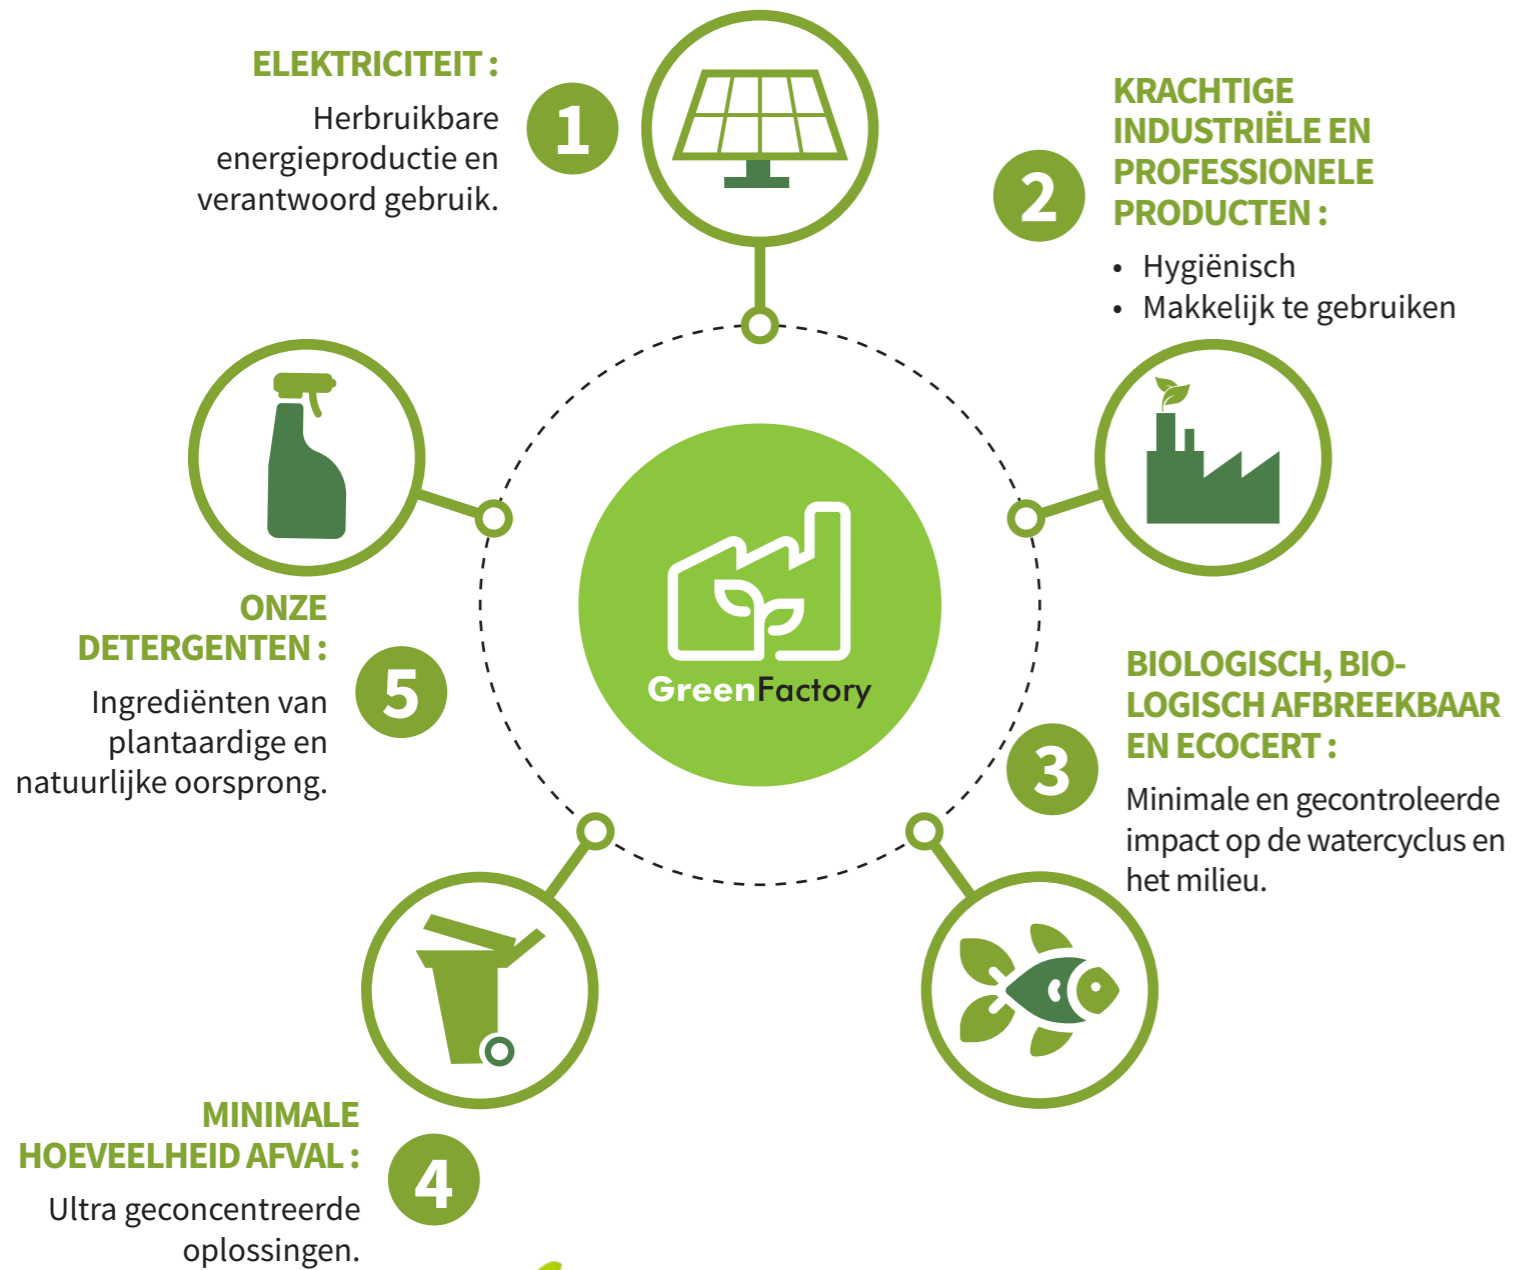 ELEKTRICITEIT :
Herbruikbare
energieproductie en
verantwoord gebruik.
1
2
KRACHTIGE
INDUSTRIËLE EN
PROFESSIONELE
PRODUCTEN :
• Hygiënisch
• Makkelijk te gebruiken
GreenFactory
3
BIOLOGISCH, BIO-
LOGISCH AFBREEKBAAR
EN ECOCERT :
Minimale en gecontroleerde
impact op de watercyclus en
het milieu.
MINIMALE
HOEVEELHEID AFVAL :
4
Ultra geconcentreerde
oplossingen.
ONZE
DETERGENTEN :
5
Ingrediënten van
plantaardige en
natuurlijke oorsprong.